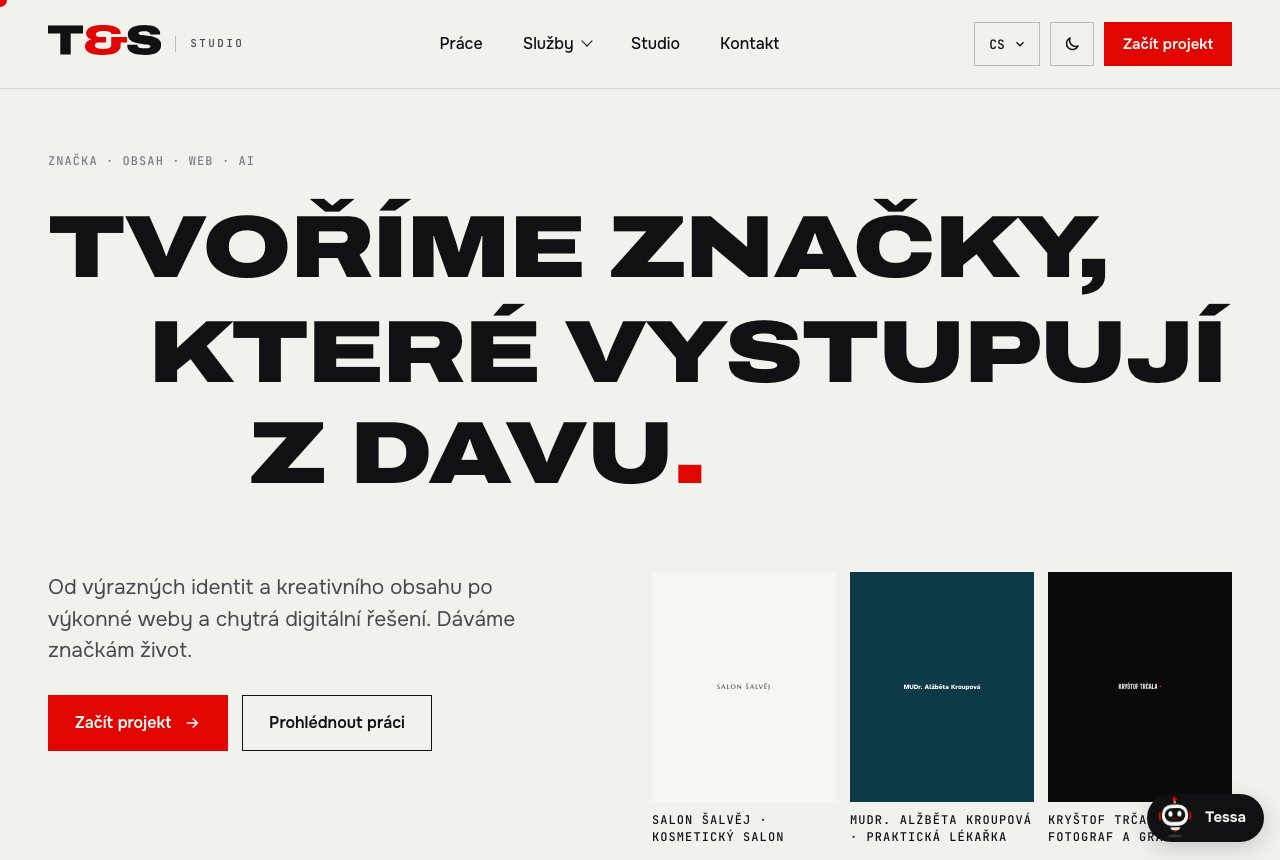 T&S STUDIO
Práce
Služby
Studio
Kontakt
CS
Začít projekt
ZNAČKA · OBSAH · WEB · AI
TVOŘÍME ZNAČKY,
KTERÉ VYSTUPUJÍ
Z DAVU.
Od výrazných identit a kreativního obsahu po
výkonné weby a chytrá digitální řešení. Dáváme
značkám život.
Začít projekt →
Prohlédnout práci
SALON ŠALVĚJ
MUDr. Alžběta Kroupová
KRYŠTOF TRČALA
SALON ŠALVĚJ ·
KOSMETICKÝ SALON
MUDR. ALŽBĚTA KROUPOVÁ
· PRAKTICKÁ LÉKAŘKA
KRYŠTOF
FOTOGRAF A
Tessa